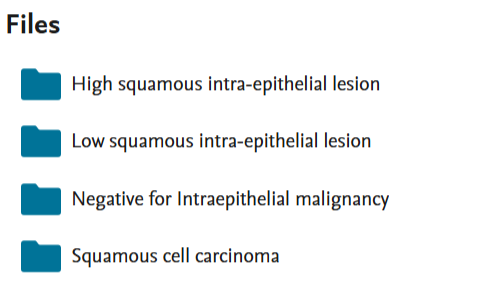 Files
High squamous intra-epithelial lesion
Low squamous intra-epithelial lesion
Negative for Intraepithelial malignancy
Squamous cell carcinoma